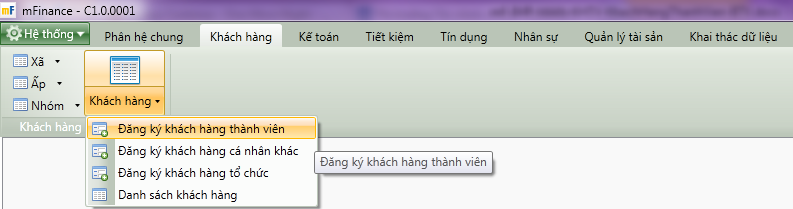 mF mFinance - C1.0.0001
Hệ thống Phân hệ chung Khách hàng Kế toán Tiết kiệm Tín dụng Nhân sự Quản lý tài sản Khai thác dữ liệu
Xã
Ấp
Nhóm
Khách hàng
Khách hàng
Đăng ký khách hàng thành viên
Đăng ký khách hàng cá nhân khác
Đăng ký khách hàng thành viên
Đăng ký khách hàng tổ chức
Danh sách khách hàng